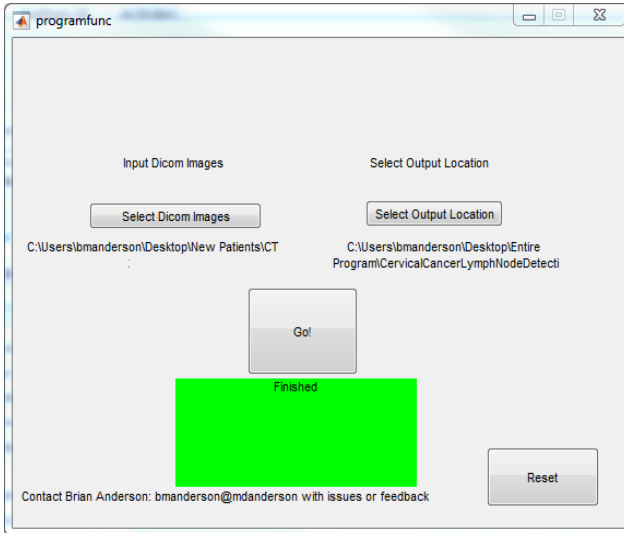 programfunc
Input Dicom Images
Select Output Location
Select Dicom Images
Select Output Location
C:\Users\bmanderson\Desktop\New Patients\CT
:
C:\Users\bmanderson\Desktop\Entire
Program\CervicalCancerLymphNodeDetecti
Go!
Finished
Reset
Contact Brian Anderson: bmanderson@mdanderson with issues or feedback